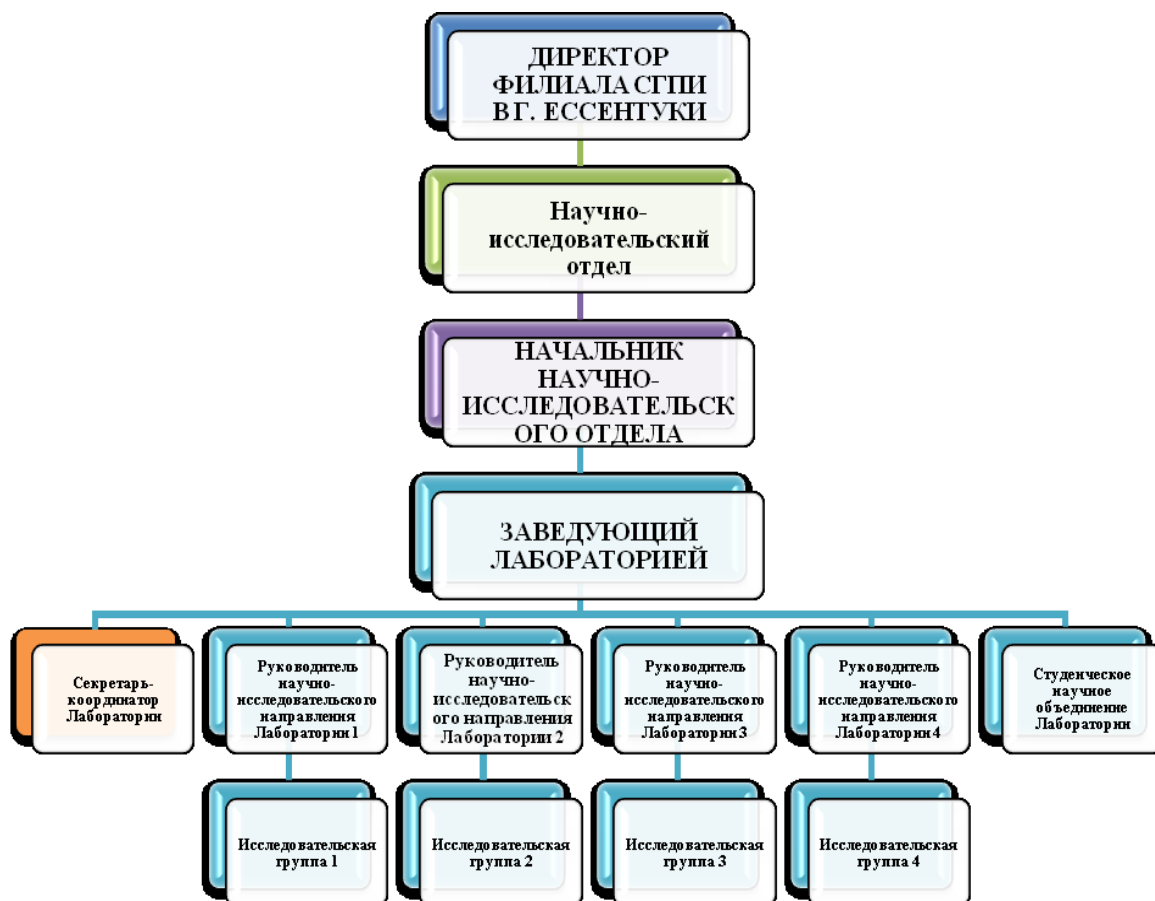 ДИРЕКТОР
ФИЛИАЛА СГПИ
В Г. ЕССЕНТУКИ
Научно-
исследовательский
отдел
НАЧАЛЬНИК
НАУЧНО-
ИССЛЕДОВАТЕЛЬСК
ОГО ОТДЕЛА
ЗАВЕДУЮЩИЙ
ЛАБОРАТОРИЕЙ
Секретарь-
координатор
Лаборатории
Руководитель
научно-
исследовательского
направления
Лаборатории 1
Руководитель
научно-
исследовательск
ого направления
Лаборатории 2
Руководитель
научно-
исследовательского
направления
Лаборатории 3
Руководитель
научно-
исследовательского
направления
Лаборатории 4
Студенческое
научное
объединение
Лаборатории
Исследовательская
группа 1
Исследовательская
группа 2
Исследовательская
группа 3
Исследовательская
группа 4